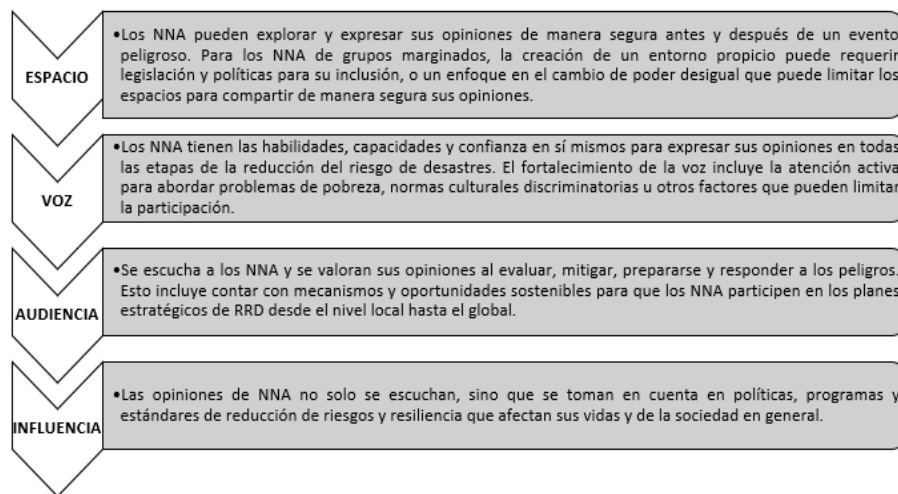 ESPACIO
•Los NNA pueden explorar y expresar sus opiniones de manera segura antes y después de un evento
peligroso. Para los NNA de grupos marginados, la creación de un entorno propicio puede requerir
legislación y políticas para su inclusión, o un enfoque en el cambio de poder desigual que puede limitar los
espacios para compartir de manera segura sus opiniones.
VOZ
•Los NNA tienen las habilidades, capacidades y confianza en sí mismos para expresar sus opiniones en todas
las etapas de la reducción del riesgo de desastres. El fortalecimiento de la voz incluye la atención activa
para abordar problemas de pobreza, normas culturales discriminatorias u otros factores que pueden limitar
la participación.
AUDIENCIA
•Se escucha a los NNA y se valoran sus opiniones al evaluar, mitigar, prepararse y responder a los peligros.
Esto incluye contar con mecanismos y oportunidades sostenibles para que los NNA participen en los planes
estratégicos de RRD desde el nivel local hasta el global.
INFLUENCIA
•Las opiniones de NNA no solo se escuchan, sino que se toman en cuenta en políticas, programas y
estándares de reducción de riesgos y resiliencia que afectan sus vidas y de la sociedad en general.